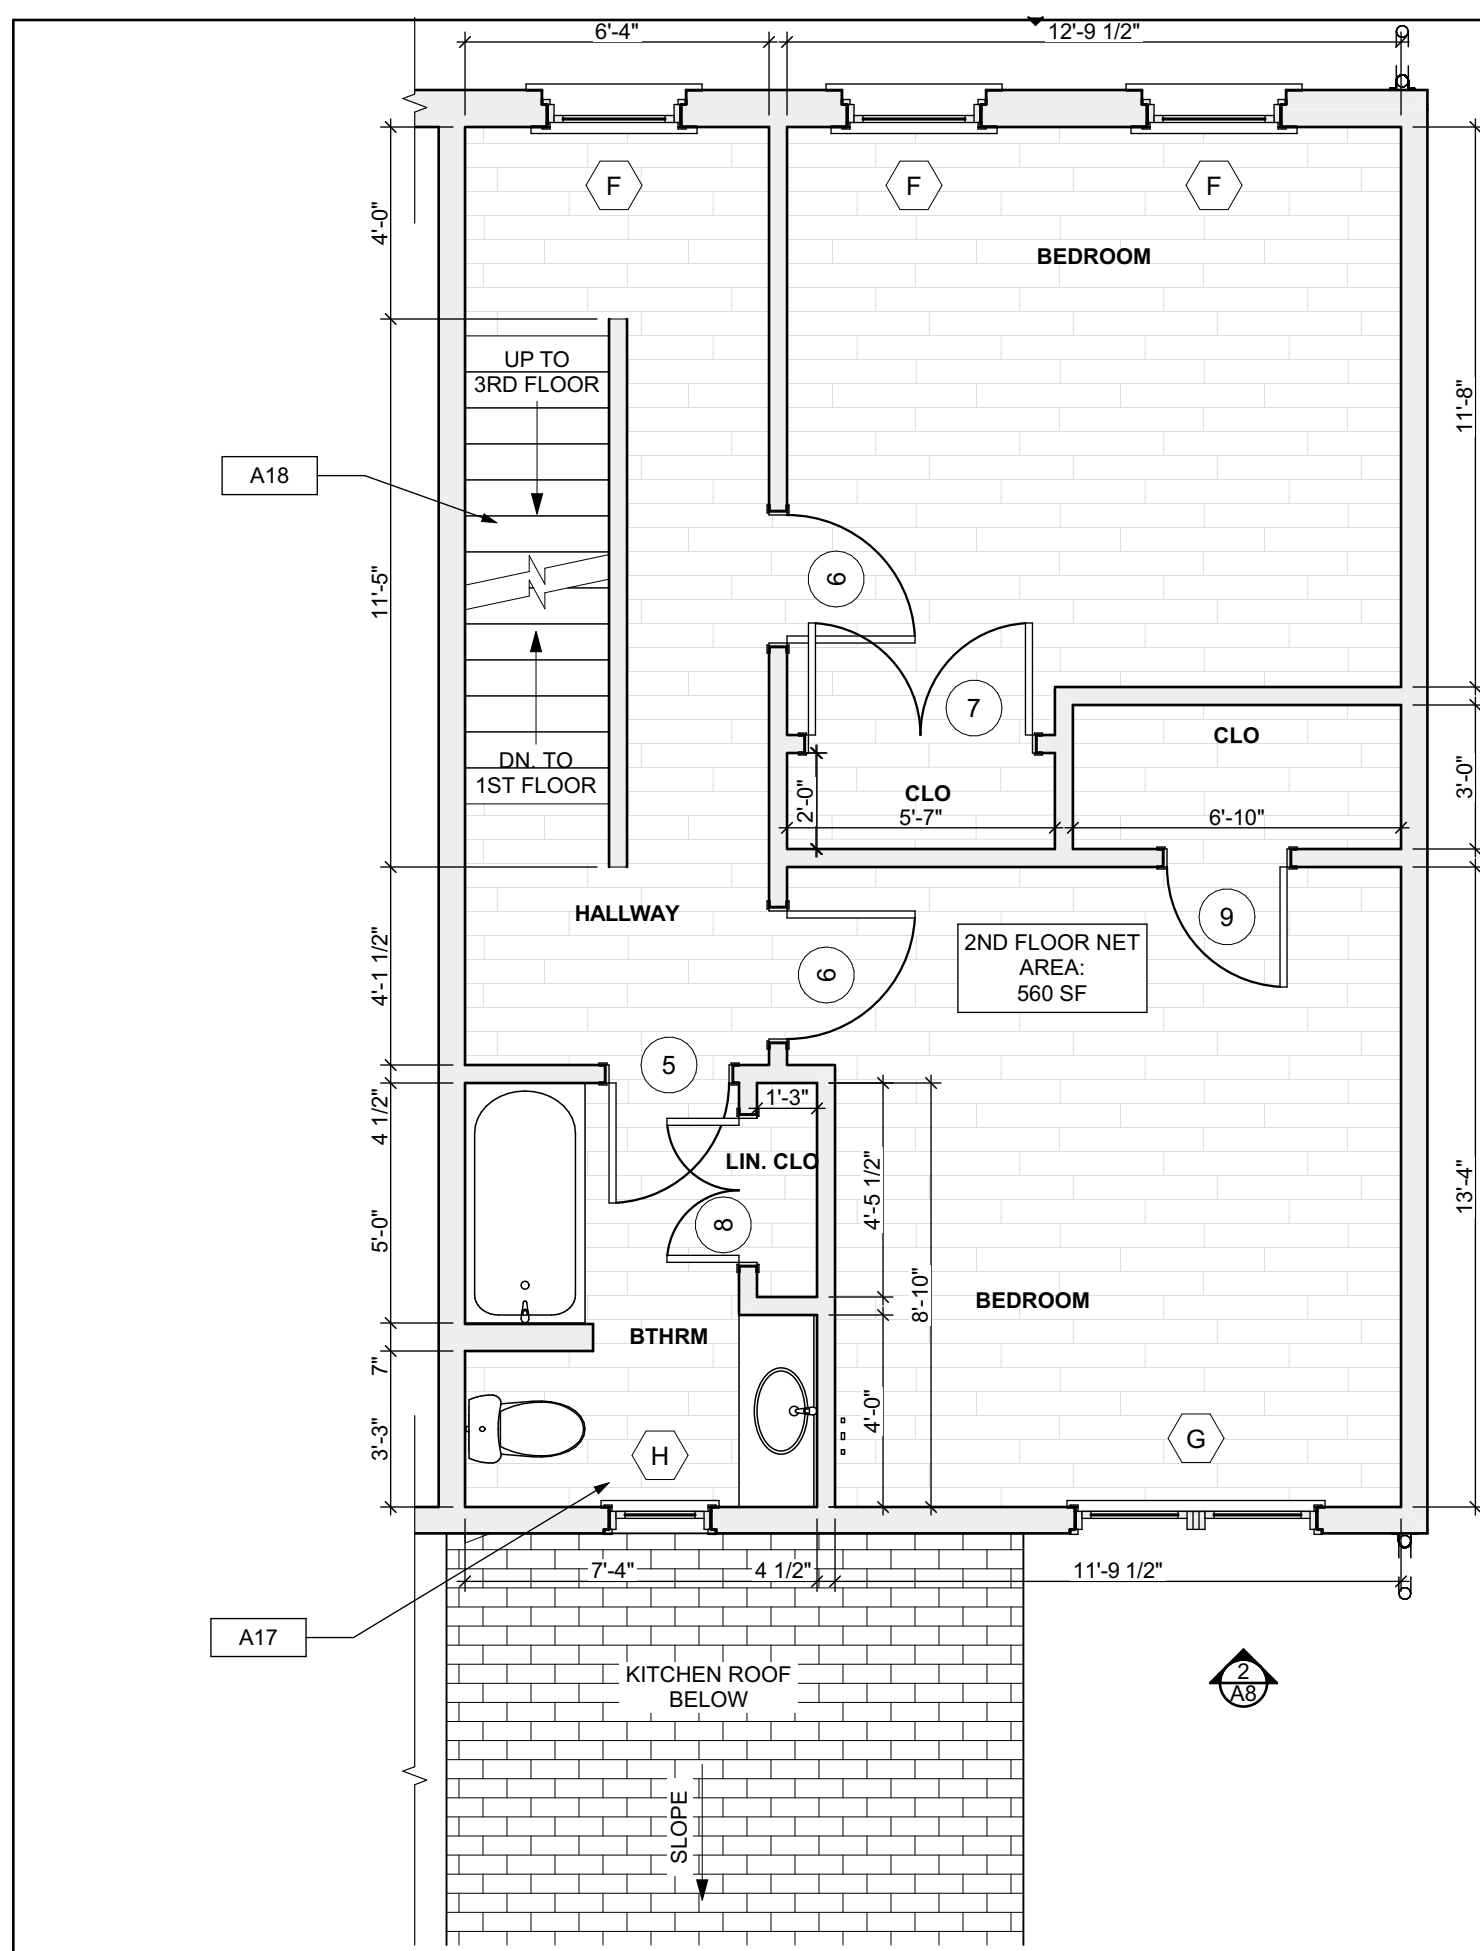 6'-4"
12'-9 1/2"
F
F
F
4'-0"
BEDROOM
UP TO
3RD FLOOR
11'-8"
A18
11'-5"
6
7
CLO
DN. TO
1ST FLOOR
2'-0"
CLO
5'-7"
6'-10"
3'-0"
HALLWAY
9
4'-1 1/2"
6
2ND FLOOR NET
AREA:
560 SF
5
1'-3"
4 1/2"
LIN. CLO
4'-5 1/2"
13'-4"
8
5'-0"
8'-10"
BEDROOM
BTHRM
7"
4'-0"
3'-3"
H
G
7'-4"
4 1/2"
11'-9 1/2"
A17
KITCHEN ROOF
BELOW
2
A8
SLOPE